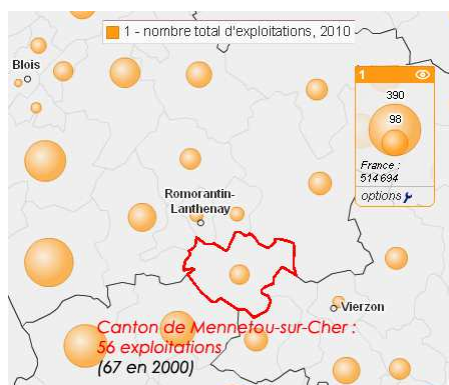 1 - nombre total d'exploitations, 2010
Blois
1
390
98
France :
514 694
options
Romorantin-
Lanthenay
Vierzon
Canton de Mennetou-sur-Cher :
56 exploitations
(67 en 2000)